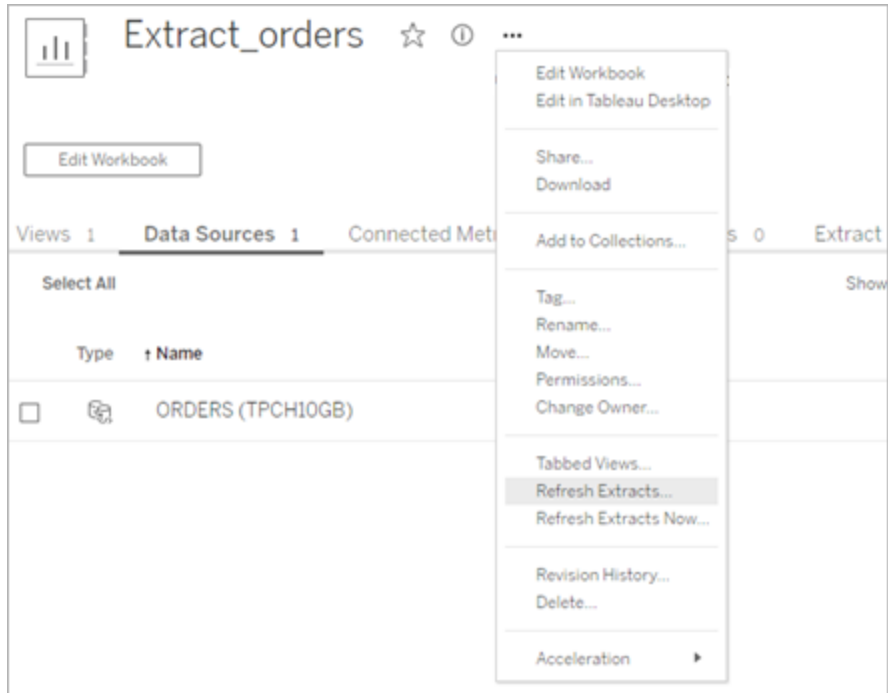 Extract_orders
Edit Workbook
Edit in Tableau Desktop
Share...
Download
Add to Collections...
Tag...
Rename...
Move...
Permissions...
Change Owner...
Tabbed Views...
Refresh Extracts...
Refresh Extracts Now...
Revision History...
Delete...
Acceleration
Edit Workbook
Views 1 Data Sources 1 Connected Met s 0 Extract
Select All Show
Type ↑ Name
ORDERS (TPCH10GB)